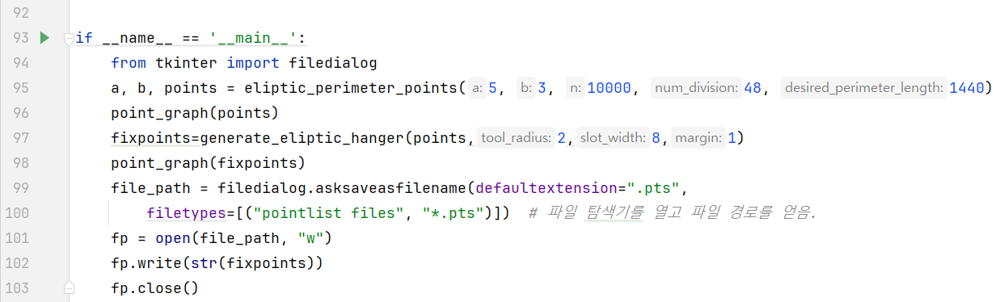 92
93 if __name__ == '__main__':
94 from tkinter import filedialog
95 a, b, points = eliptic_perimeter_points( a: 5, b: 3, n: 10000, num_division: 48, desired_perimeter_length: 1440)
96 point_graph(points)
97 fixpoints=generate_eliptic_hanger(points, tool_radius: 2, slot_width: 8, margin: 1)
98 point_graph(fixpoints)
99 file_path = filedialog.asksaveasfilename(defaultextension=".pts",
100 filetypes=[("pointlist files", "*.pts")]) # 파일 탐색기를 열고 파일 경로를 얻음.
101 fp = open(file_path, "w")
102 fp.write(str(fixpoints))
103 fp.close()